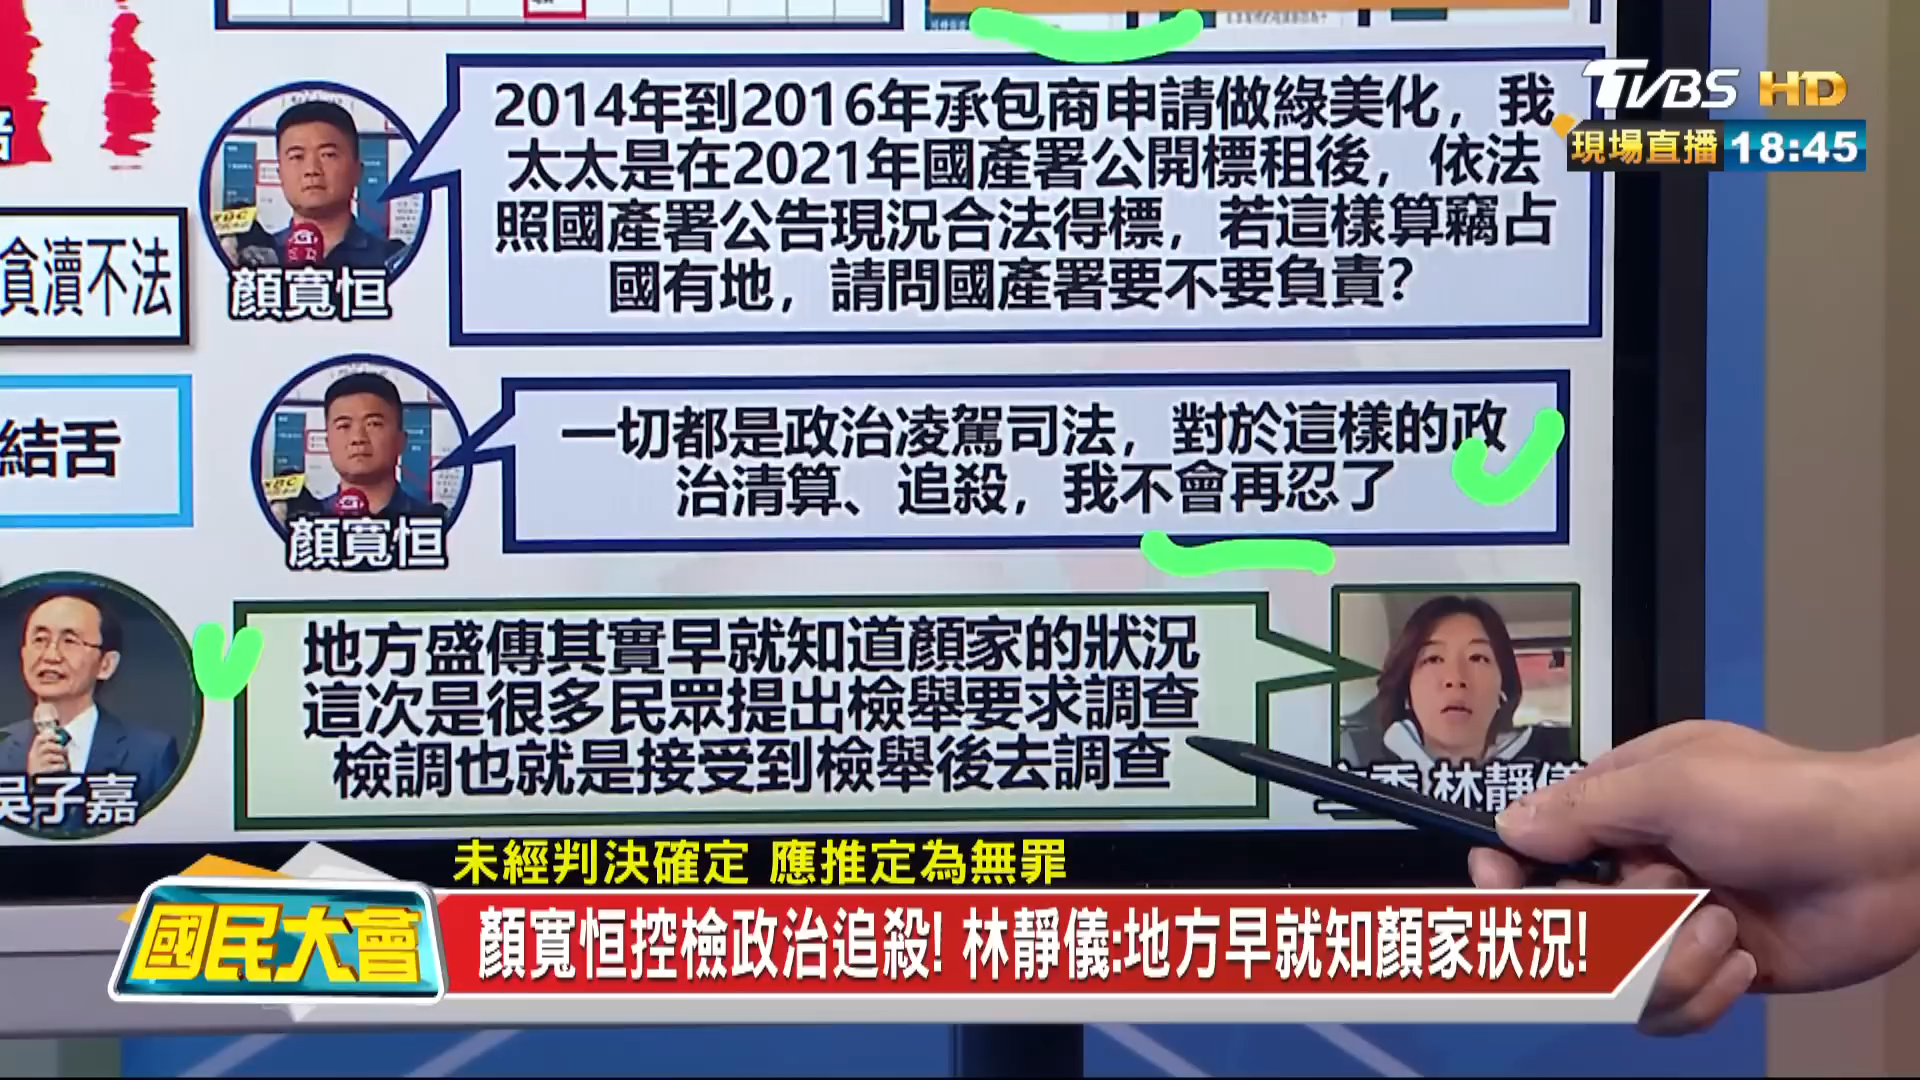 TVBS HD
現場直播 18:45
2014年到2016年承包商申請做綠美化，我
太太是在2021年國產署公開標租後，依法
照國產署公告現況合法得標，若這樣算竊占
國有地，請問國產署要不要負責？
顏寬恒
貪瀆不法
一切都是政治凌駕司法，對於這樣的政
治清算、追殺，我不會再忍了
顏寬恒
結舌
地方盛傳其實早就知道顏家的狀況
這次是很多民眾提出檢舉要求調查
檢調也就是接受到檢舉後去調查
吳子嘉
林靜儀
未經判決確定 應推定為無罪
國民大會
顏寬恒控檢政治追殺! 林靜儀:地方早就知顏家狀況!